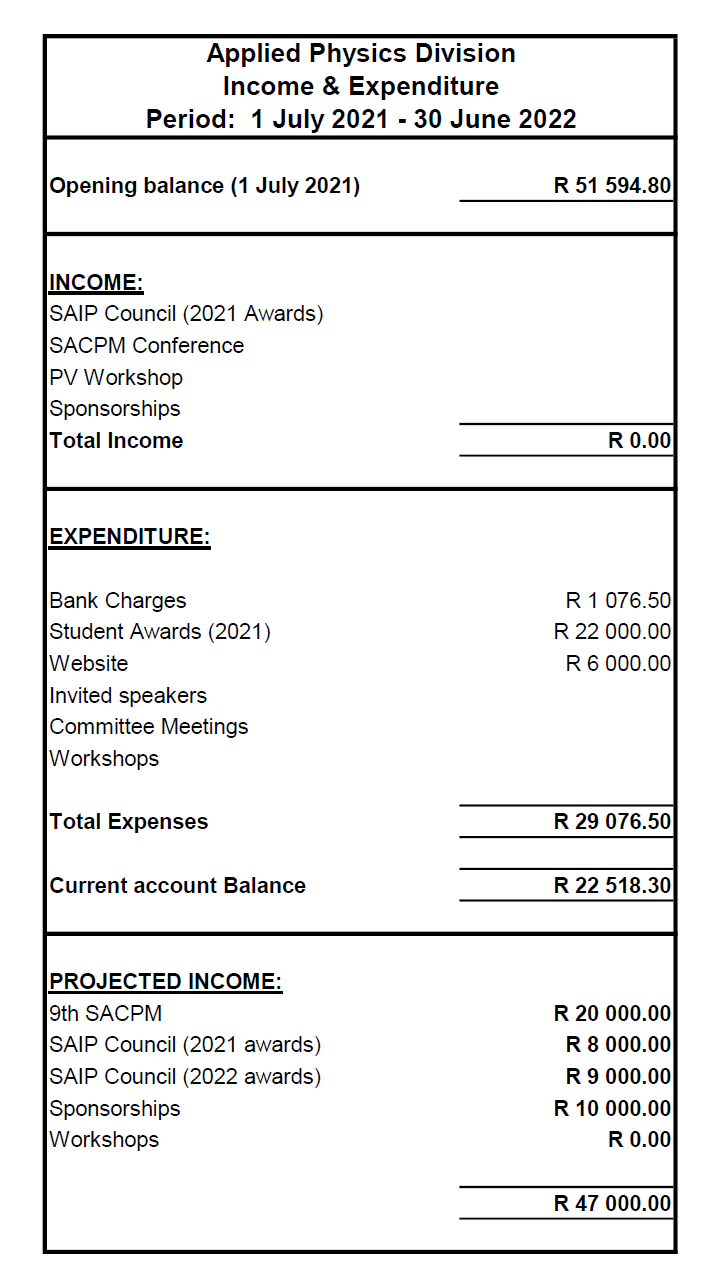 Applied Physics Division
Income & Expenditure
Period: 1 July 2021 - 30 June 2022
Opening balance (1 July 2021) R 51 594.80
INCOME:
SAIP Council (2021 Awards)
SACPM Conference
PV Workshop
Sponsorships
Total Income R 0.00
EXPENDITURE:
Bank Charges R 1 076.50
Student Awards (2021) R 22 000.00
Website R 6 000.00
Invited speakers
Committee Meetings
Workshops
Total Expenses R 29 076.50
Current account Balance R 22 518.30
PROJECTED INCOME:
9th SACPM R 20 000.00
SAIP Council (2021 awards) R 8 000.00
SAIP Council (2022 awards) R 9 000.00
Sponsorships R 10 000.00
Workshops R 0.00
R 47 000.00